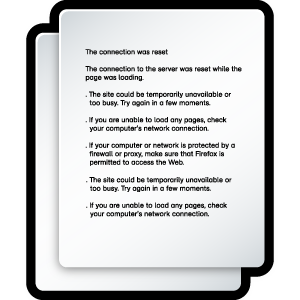 The connection was reset
The connection to the server was reset while the
page was loading.
. The site could be temporarily unavailable or
too busy. Try again in a few moments.
. If you are unable to load any pages, check
your computer's network connection.
. If your computer or network is protected by a
firewall or proxy, make sure that Firefox is
permitted to access the Web.
. The site could be temporarily unavailable or
too busy. Try again in a few moments.
. If you are unable to load any pages, check
your computer's network connection.